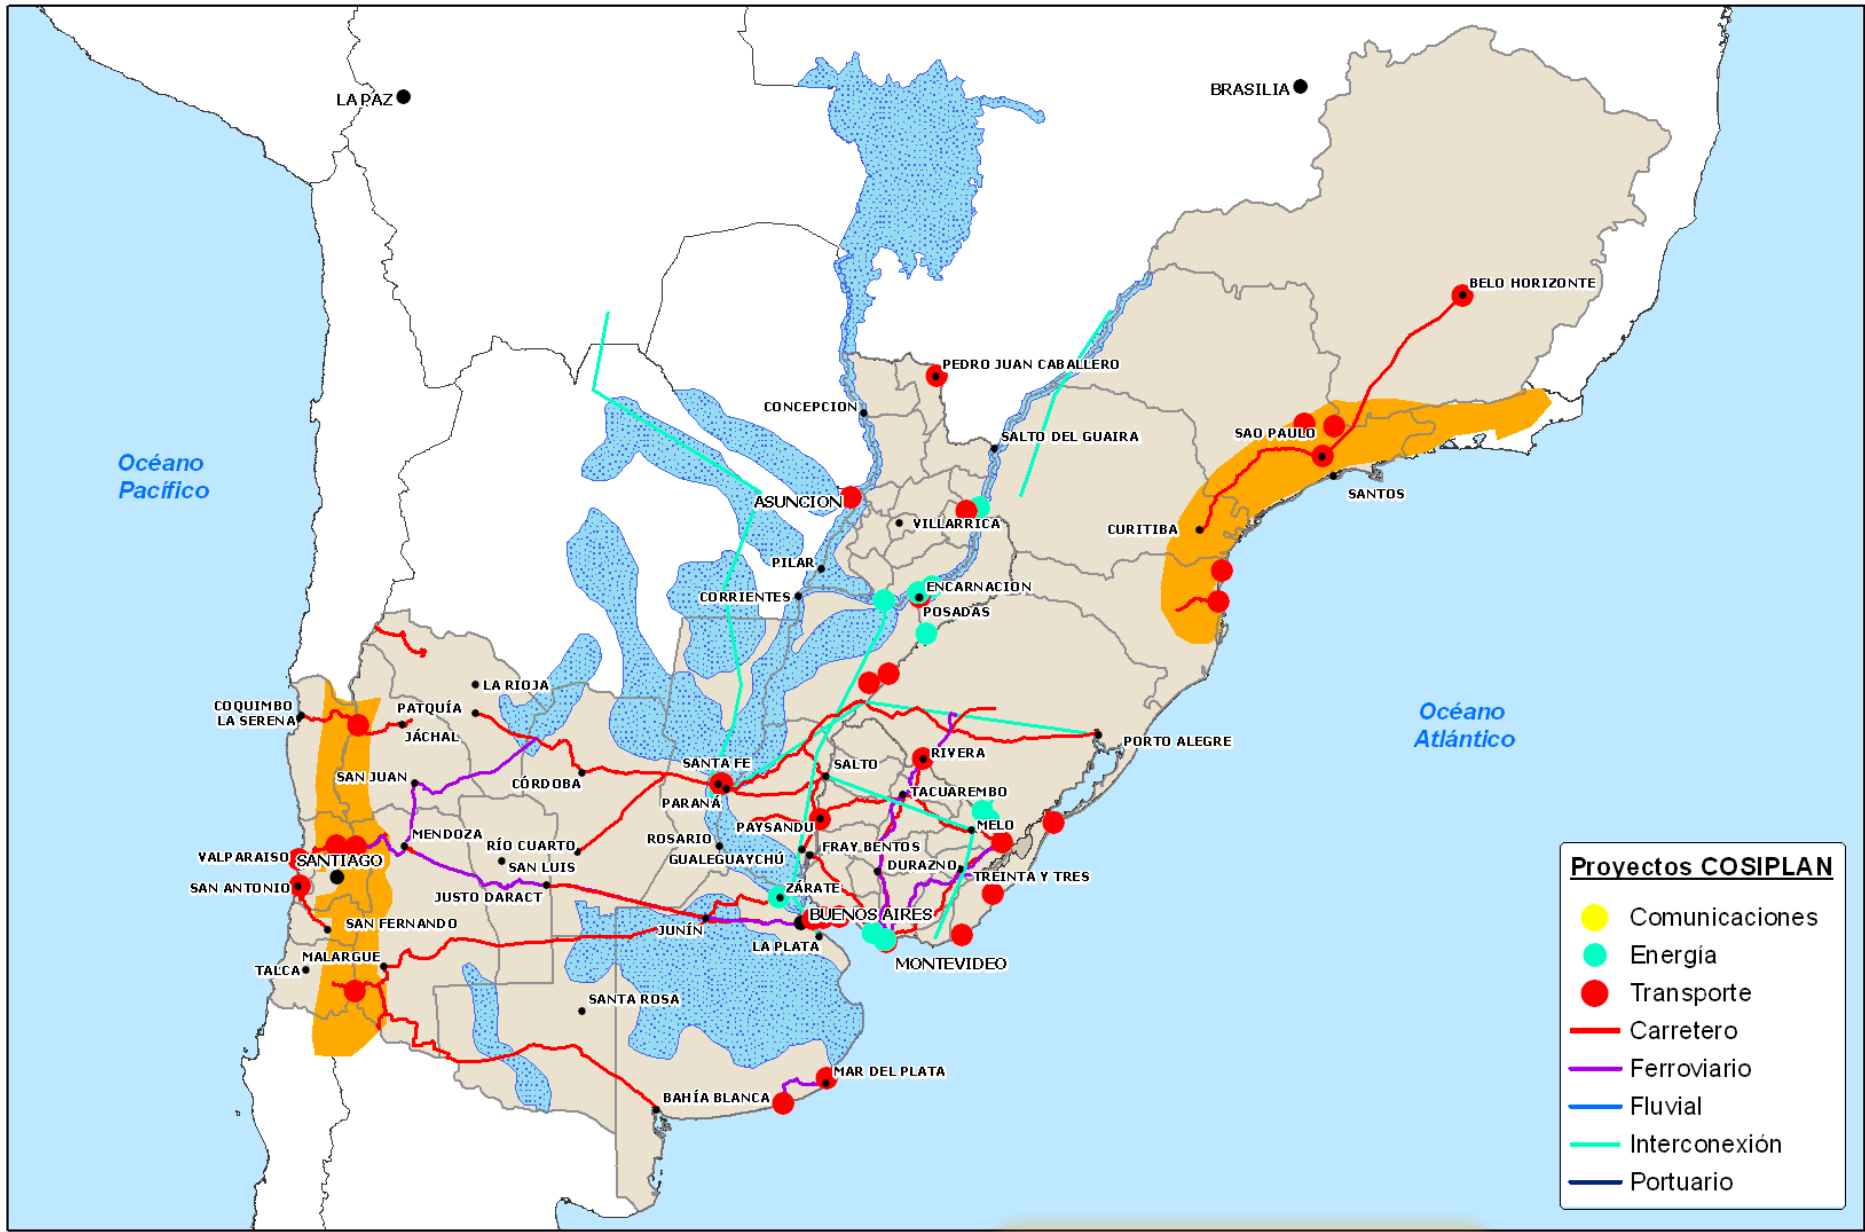 LA PAZ
BRASILIA
BELO HORIZONTE
PEDRO JUAN CABALLERO
CONCEPCION
SALTO DEL GUAIRA
SAO PAULO
Océano
Pacífico
SANTOS
ASUNCION
VILLARRICA
CURITIBA
PILAR
ENCARNACION
CORRIENTES
POSADAS
LA RIOJA
COQUIMBO
LA SERENA
PATQUÍA
JÁCHAL
Océano
Atlántico
PORTO ALEGRE
RIVERA
SANTA FE
SALTO
SAN JUAN
CÓRDOBA
TACUAREMBO
PARANÁ
PAYSANDU
MELO
MENDOZA
RÍO CUARTO
ROSARIO
FRAY BENTOS
VALPARAISO
SANTIAGO
SAN LUIS
GUALEGUAYCHÚ
DURAZNO
TREINTA Y TRES
SAN ANTONIO
JUSTO DARACT
ZÁRATE
BUENOS AIRES
SAN FERNANDO
JUNÍN
LA PLATA
MALARGUE
MONTEVIDEO
TALCA
SANTA ROSA
MAR DEL PLATA
BAHÍA BLANCA
Proyectos COSIPLAN
Comunicaciones
Energía
Transporte
Carretero
Ferroviario
Fluvial
Interconexión
Portuario